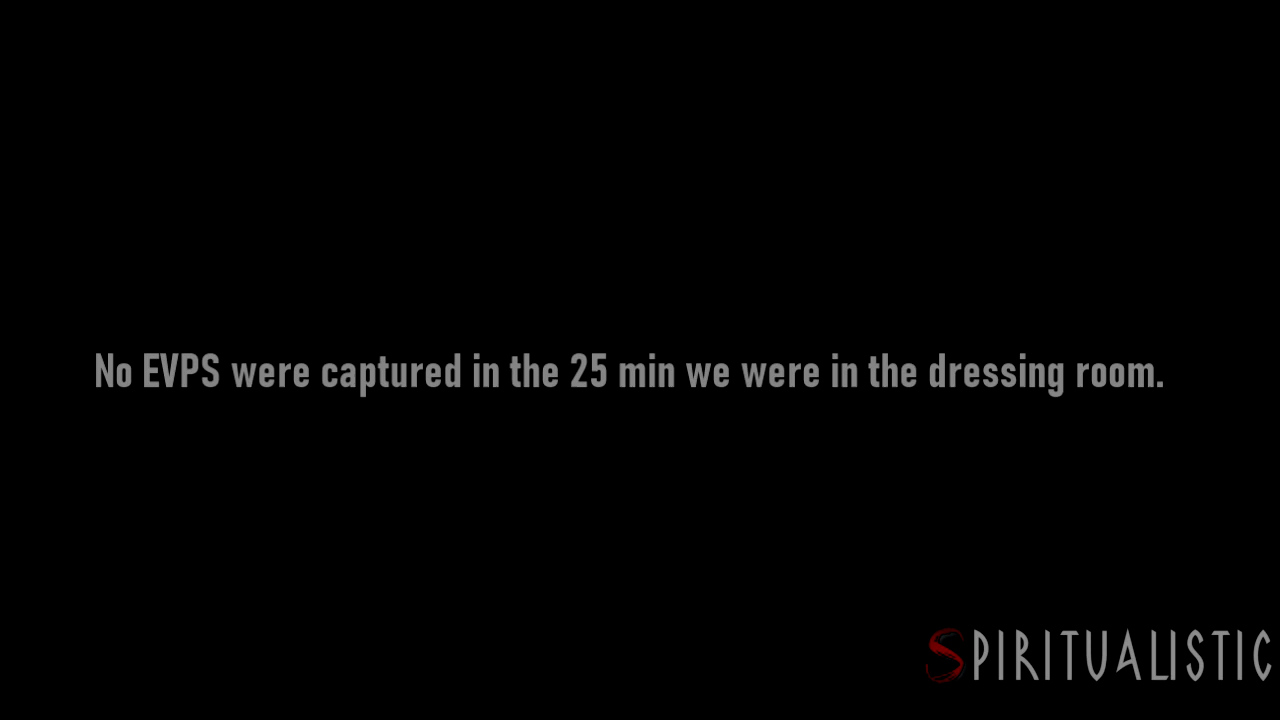 No EVPS were captured in the 25 min we were in the dressing room.
SPIRITUALISTIC